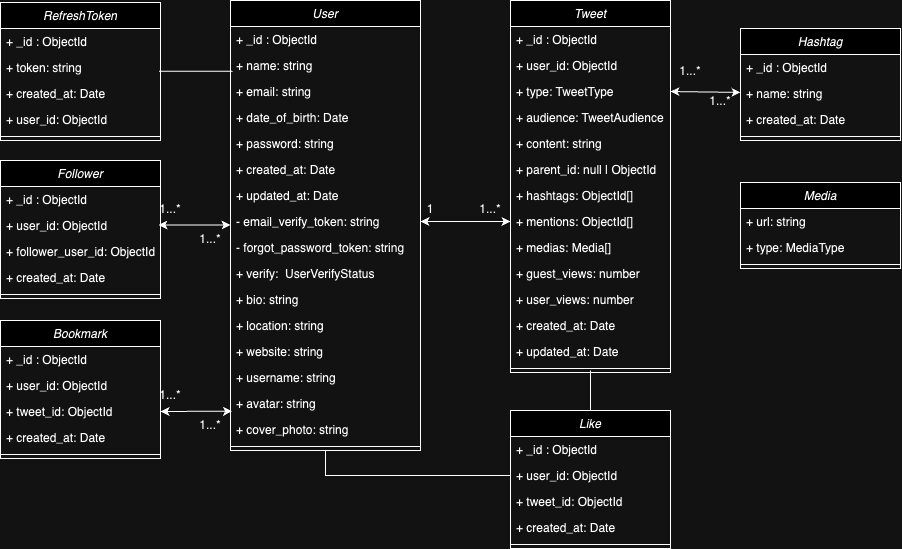 RefreshToken
+ _id : ObjectId
+ token: string
+ created_at: Date
+ user_id: ObjectId
Follower
+ _id : ObjectId
+ user_id: ObjectId
+ follower_user_id: ObjectId
+ created_at: Date
Bookmark
+ _id : ObjectId
+ user_id: ObjectId
+ tweet_id: ObjectId
+ created_at: Date
1...*
1...*
1...*
1...*
User
+ _id : ObjectId
+ name: string
+ email: string
+ date_of_birth: Date
+ password: string
+ created_at: Date
+ updated_at: Date
- email_verify_token: string
- forgot_password_token: string
+ verify:  UserVerifyStatus
+ bio: string
+ location: string
+ website: string
+ username: string
+ avatar: string
+ cover_photo: string
1
1...*
Tweet
+ _id : ObjectId
+ user_id: ObjectId
+ type: TweetType
+ audience: TweetAudience
+ content: string
+ parent_id: null | ObjectId
+ hashtags: ObjectId[]
+ mentions: ObjectId[]
+ medias: Media[]
+ guest_views: number
+ user_views: number
+ created_at: Date
+ updated_at: Date
Like
+ _id : ObjectId
+ user_id: ObjectId
+ tweet_id: ObjectId
+ created_at: Date
1...*
1...*
Hashtag
+ _id : ObjectId
+ name: string
+ created_at: Date
Media
+ url: string
+ type: MediaType